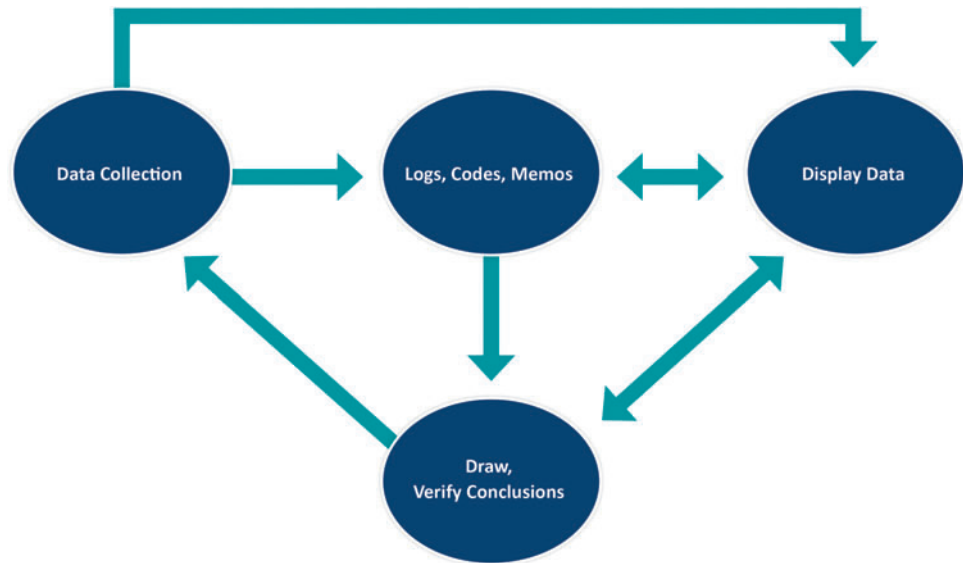 Data Collection
Logs, Codes, Memos
Display Data
Draw,
Verify Conclusions